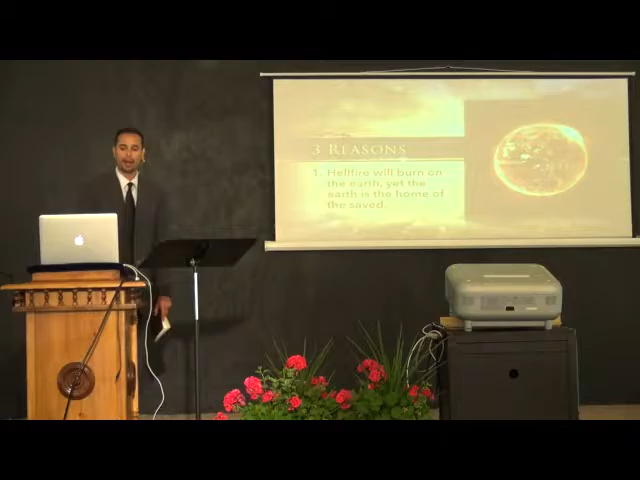 3 REASONS
1. Hellfire will burn on
the earth, yet the
earth is the home of
the saved.